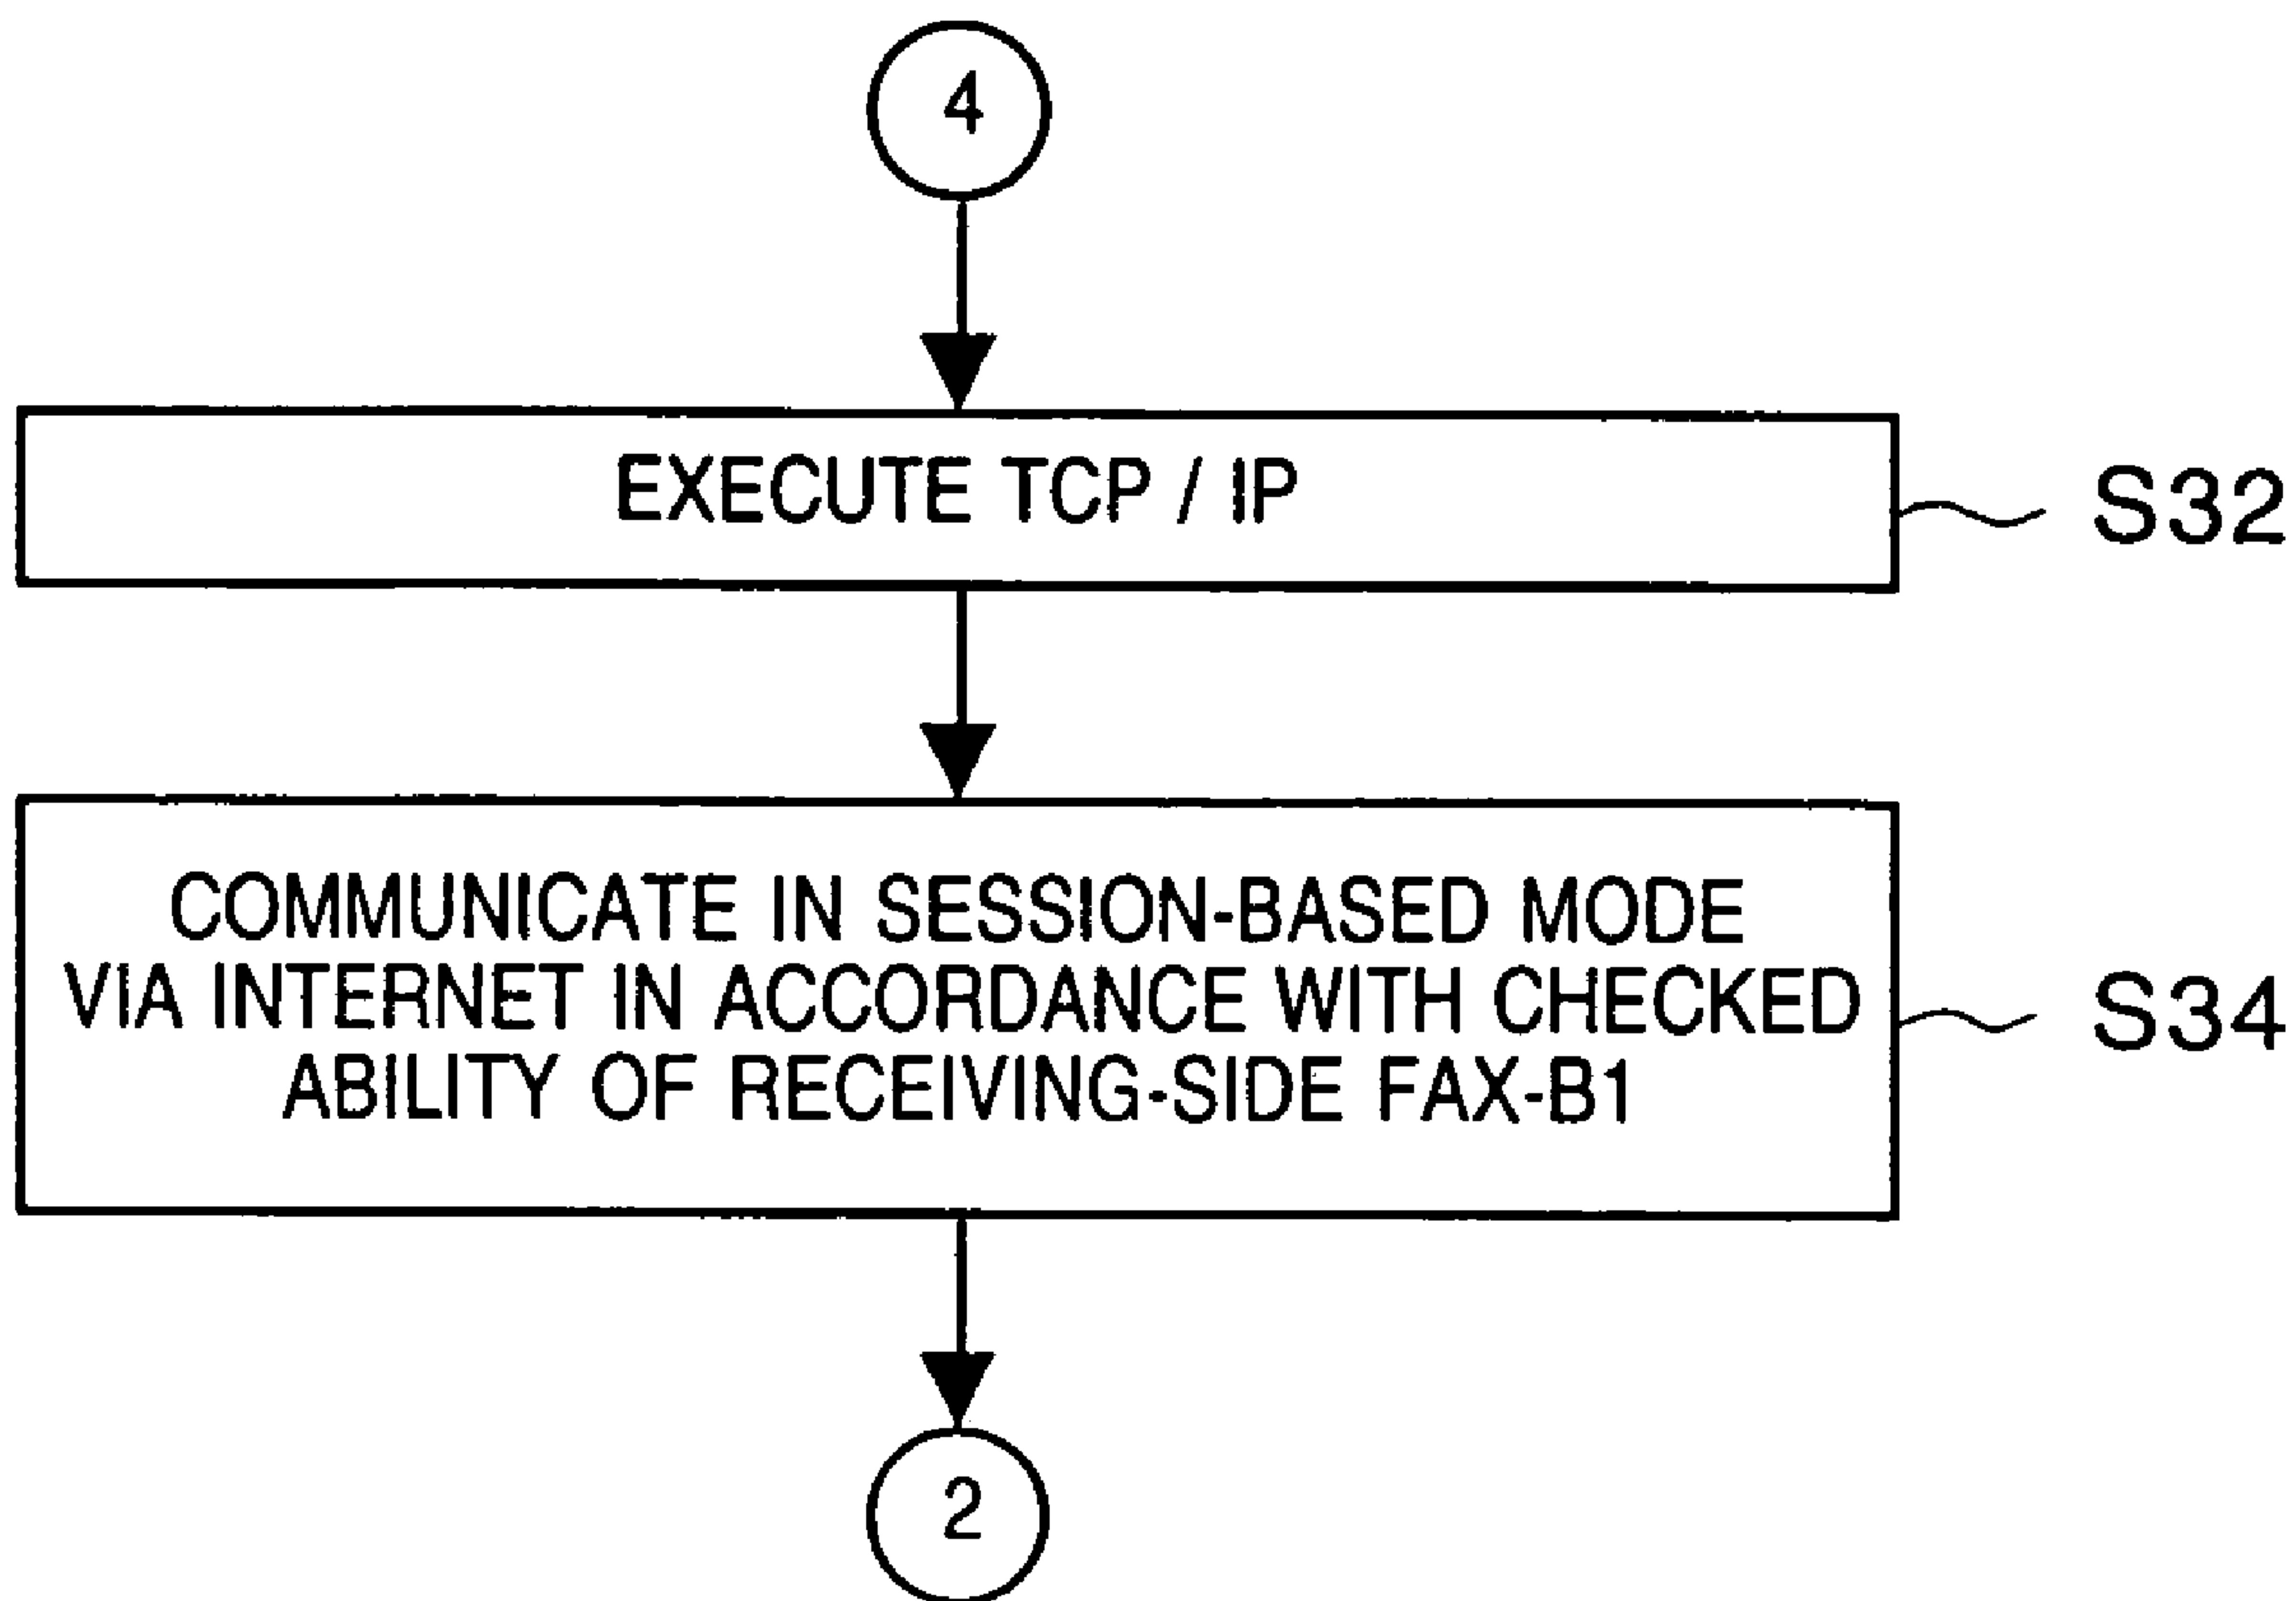 4
EXECUTE TCP / IP
S32
COMMUNICATE IN SESSION-BASED MODE
VIA INTERNET IN ACCORDANCE WITH CHECKED
ABILITY OF RECEIVING-SIDE FAX-B1
S34
2